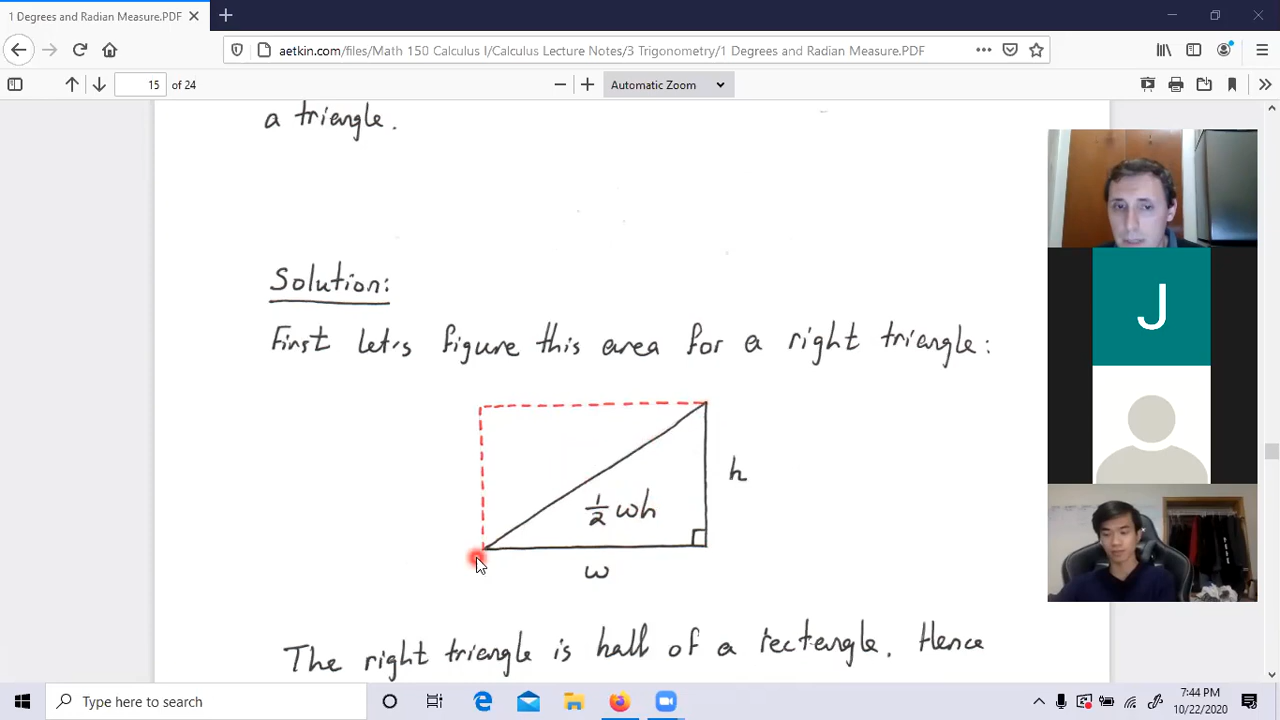 1 Degrees and Radian Measure.PDF
aetkin.com/files/Math 150 Calculus I/Calculus Lecture Notes/3 Trigonometry/1 Degrees and Radian Measure.PDF
15 of 24
Automatic Zoom
a triangle.
Solution:
First let's figure this area for a right triangle:
h
1/2 wh
w
The right triangle is half of a rectangle. Hence
J
Type here to search
7:44 PM
10/22/2020